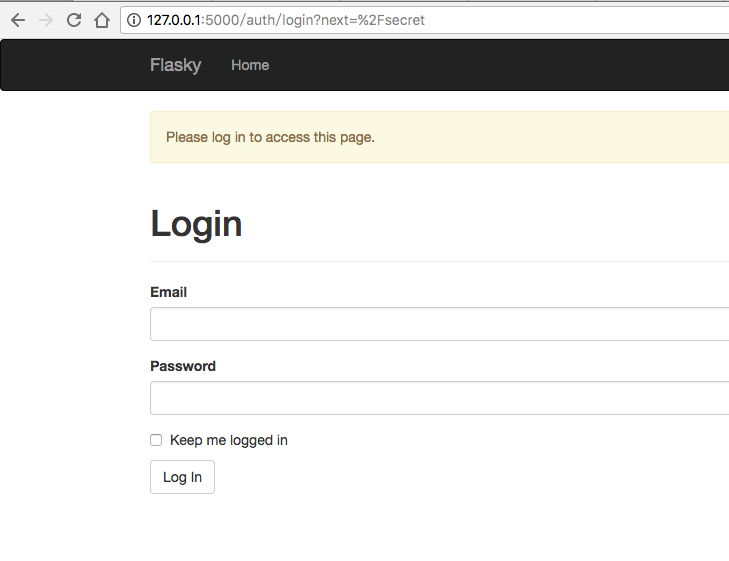 127.0.0.1:5000/auth/login?next=%2Fsecret
Flasky Home
Please log in to access this page.
Login
Email
Password
Keep me logged in
Log In